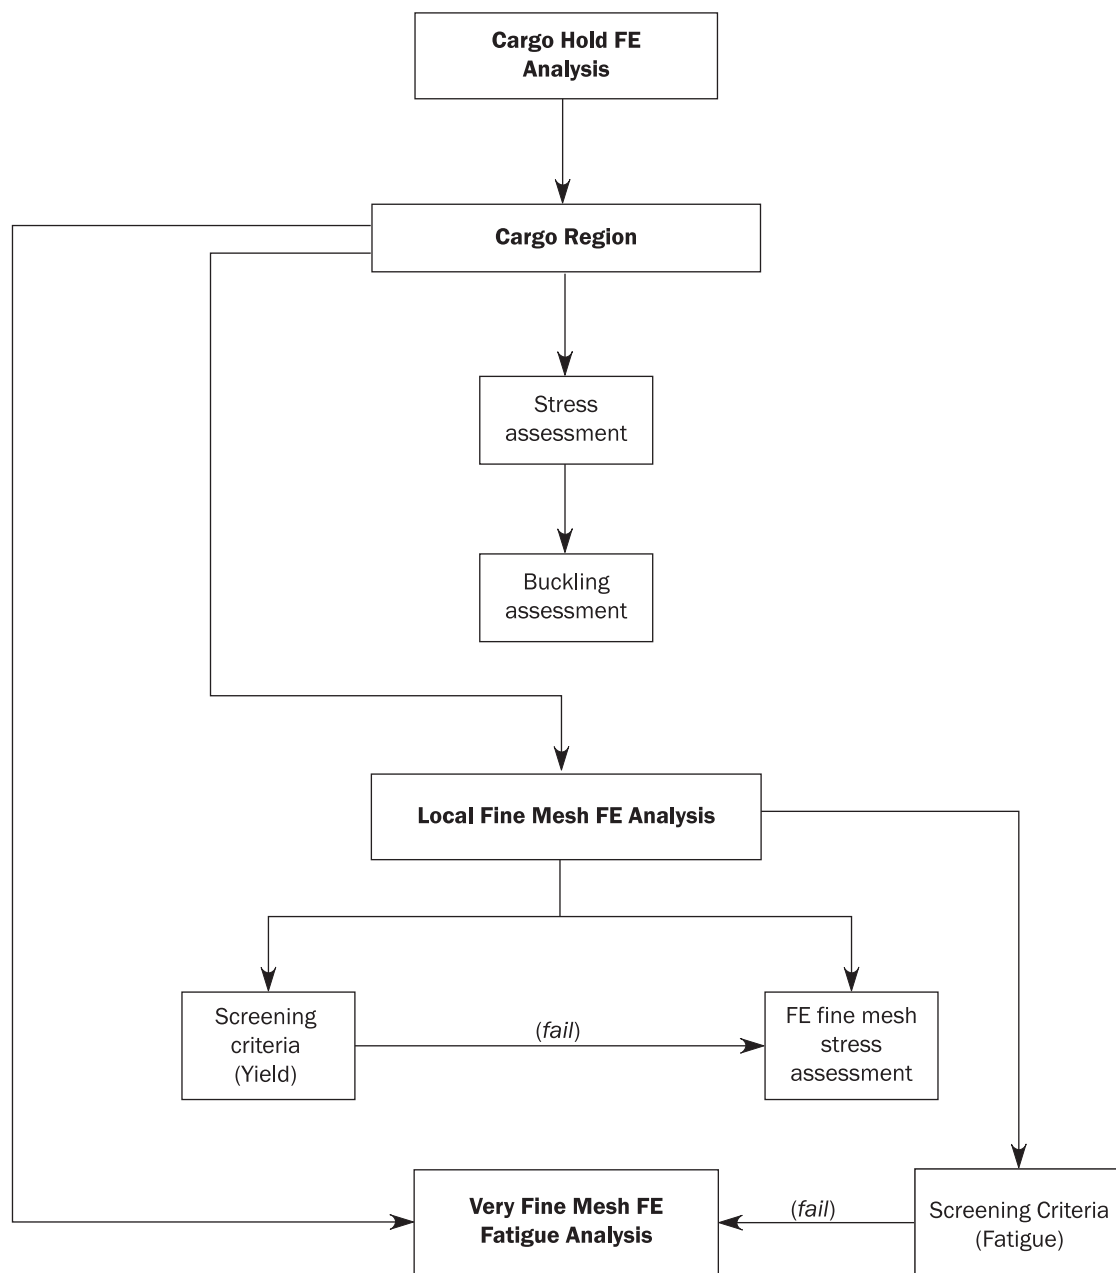 Cargo Hold FE
Analysis
Cargo Region
Stress
assessment
Buckling
assessment
Local Fine Mesh FE Analysis
Screening
criteria
(Yield)
(fail)
FE fine mesh
stress
assessment
Very Fine Mesh FE
Fatigue Analysis
(fail)
Screening Criteria
(Fatigue)